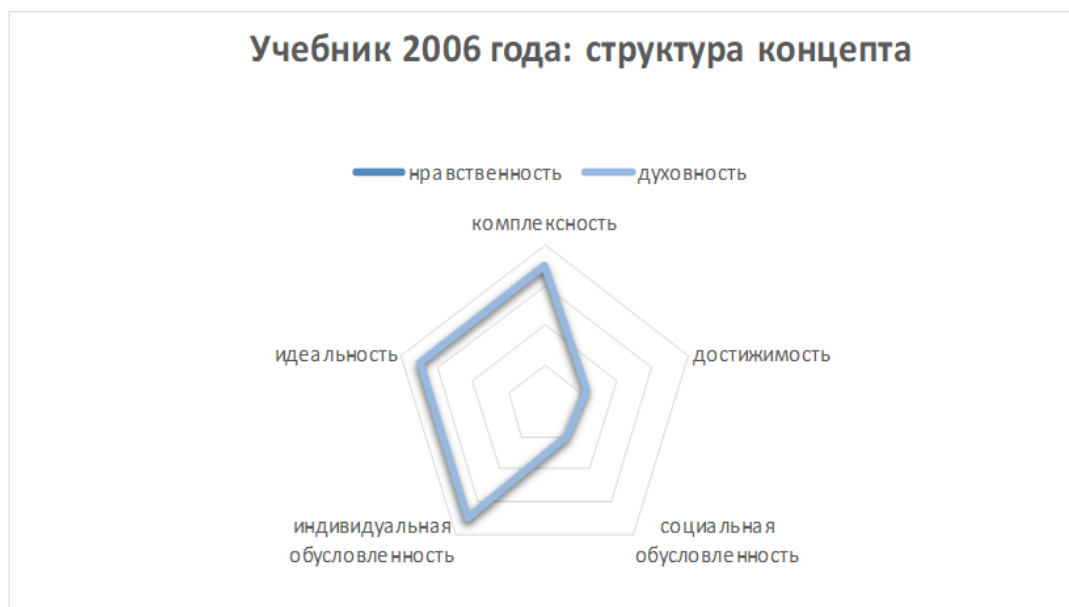 Учебник 2006 года: структура концепта
нравственность духовность
комплексность
идеальность достижимость
индивидуальная
обусловленность
социальная
обусловленность